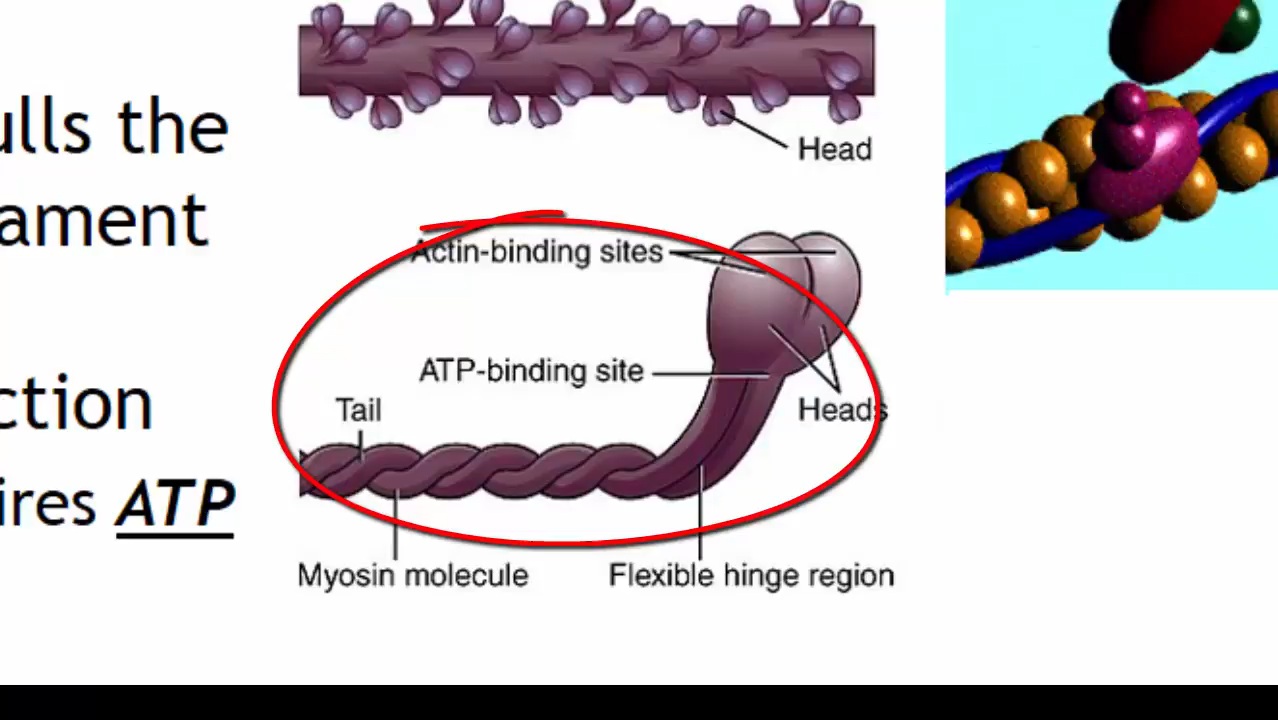 ulls the
ament
ction
ires ATP
Head
Actin-binding sites
ATP-binding site
Tail
Heads
Myosin molecule
Flexible hinge region